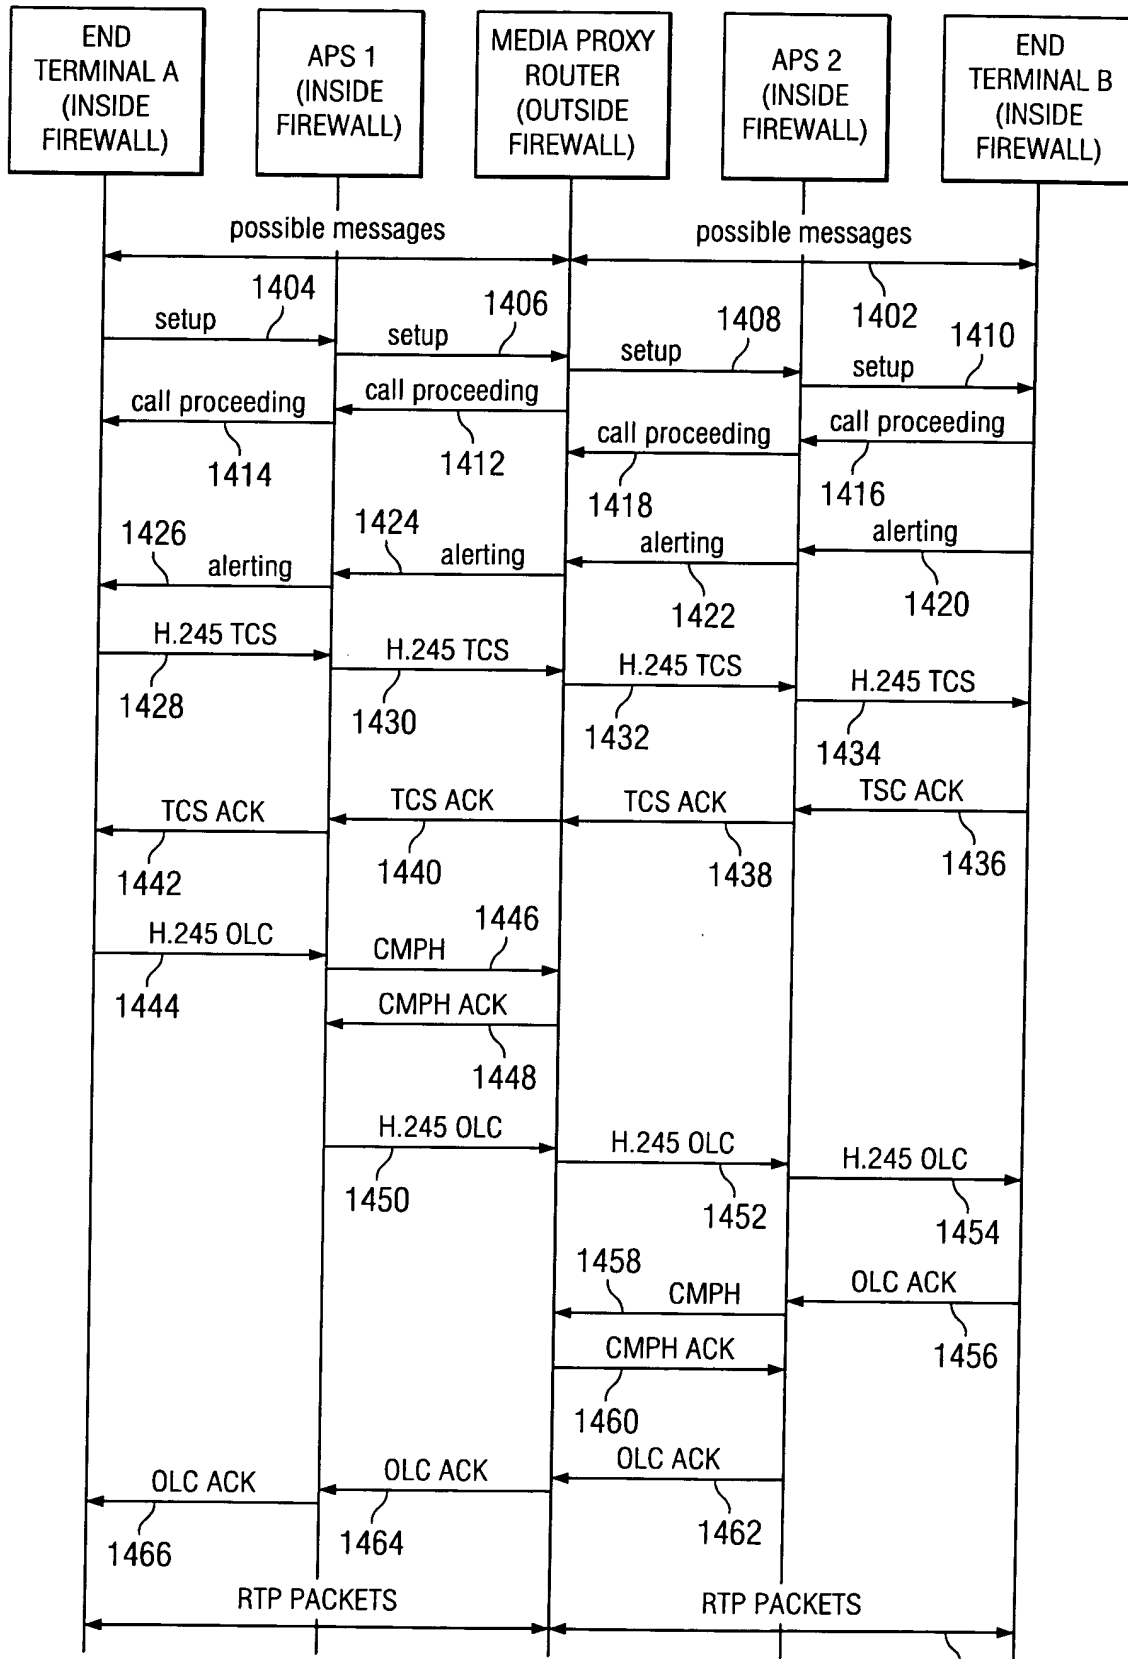 END
TERMINAL A
(INSIDE
FIREWALL)
APS 1
(INSIDE
FIREWALL)
MEDIA PROXY
ROUTER
(OUTSIDE
FIREWALL)
APS 2
(INSIDE
FIREWALL)
END
TERMINAL B
(INSIDE
FIREWALL)
possible messages
possible messages
1402
1404
setup
1406
setup
1408
setup
1410
setup
call proceeding
1414
call proceeding
1412
call proceeding
1418
call proceeding
1416
1426
alerting
1424
alerting
alerting
1422
alerting
1420
H.245 TCS
1428
H.245 TCS
1430
H.245 TCS
1432
H.245 TCS
1434
TCS ACK
1442
TCS ACK
1440
TCS ACK
1438
TSC ACK
1436
H.245 OLC
1444
1446
CMPH
CMPH ACK
1448
H.245 OLC
1450
H.245 OLC
1452
H.245 OLC
1454
1458
CMPH
OLC ACK
1456
CMPH ACK
1460
OLC ACK
1466
OLC ACK
1464
OLC ACK
1462
RTP PACKETS
RTP PACKETS